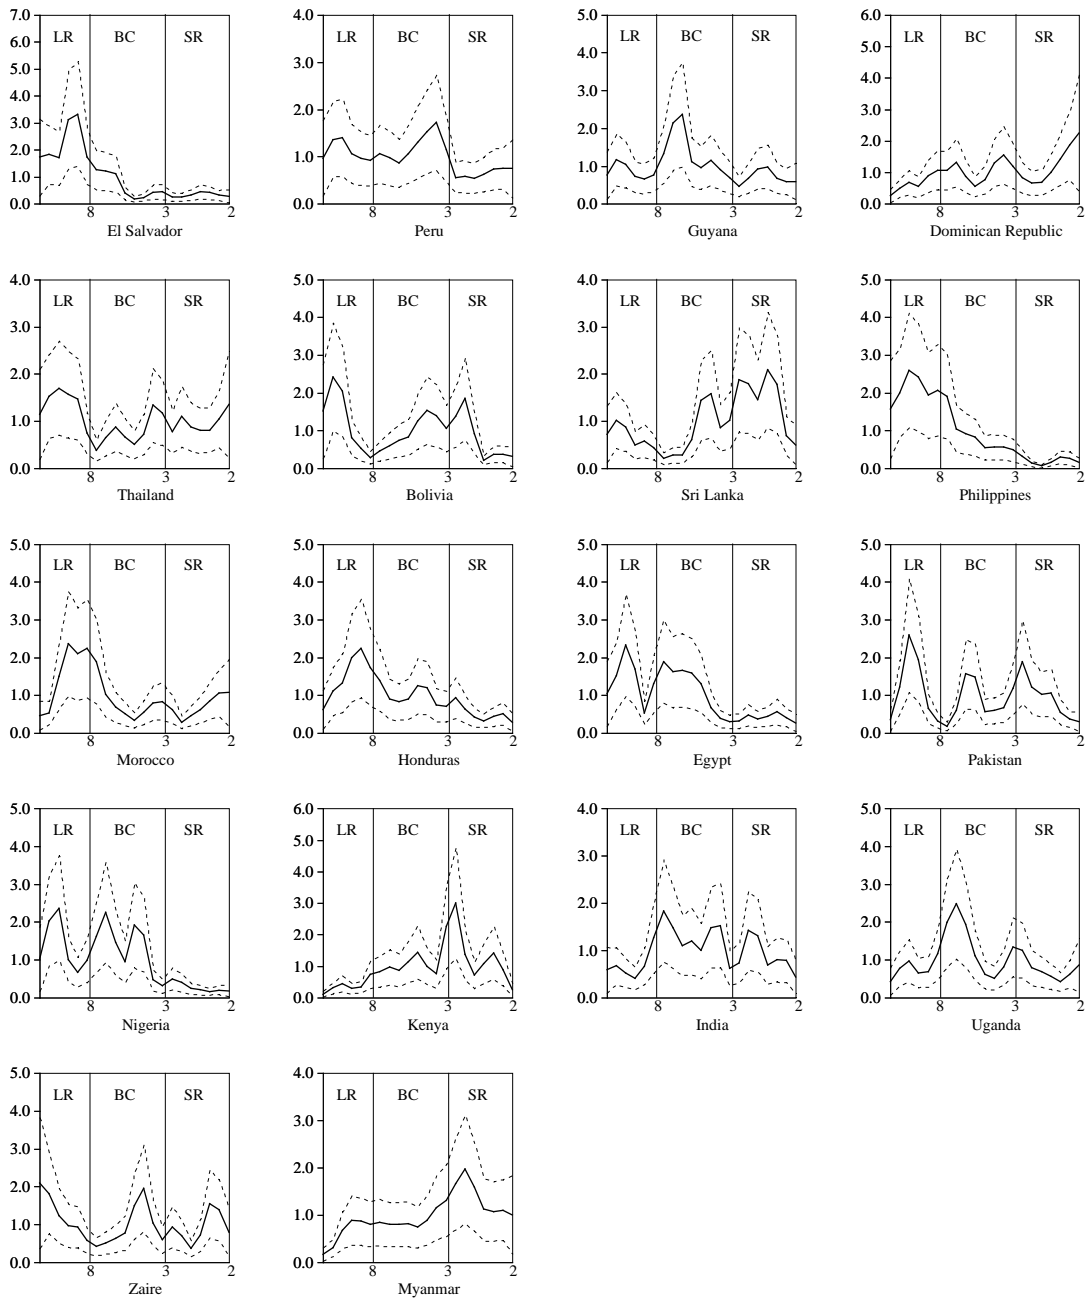 7.0 6.0 5.0 4.0 3.0 2.0 1.0 0.0 LR BC SR 8 3 2
El Salvador
4.0 3.0 2.0 1.0 0.0 LR BC SR 8 3 2
Peru
5.0 4.0 3.0 2.0 1.0 0.0 LR BC SR 8 3 2
Guyana
6.0 5.0 4.0 3.0 2.0 1.0 0.0 LR BC SR 8 3 2
Dominican Republic
4.0 3.0 2.0 1.0 0.0 LR BC SR 8 3 2
Thailand
5.0 4.0 3.0 2.0 1.0 0.0 LR BC SR 8 3 2
Bolivia
4.0 3.0 2.0 1.0 0.0 LR BC SR 8 3 2
Sri Lanka
5.0 4.0 3.0 2.0 1.0 0.0 LR BC SR 8 3 2
Philippines
5.0 4.0 3.0 2.0 1.0 0.0 LR BC SR 8 3 2
Morocco
5.0 4.0 3.0 2.0 1.0 0.0 LR BC SR 8 3 2
Honduras
5.0 4.0 3.0 2.0 1.0 0.0 LR BC SR 8 3 2
Egypt
5.0 4.0 3.0 2.0 1.0 0.0 LR BC SR 8 3 2
Pakistan
5.0 4.0 3.0 2.0 1.0 0.0 LR BC SR 8 3 2
Nigeria
6.0 5.0 4.0 3.0 2.0 1.0 0.0 LR BC SR 8 3 2
Kenya
4.0 3.0 2.0 1.0 0.0 LR BC SR 8 3 2
India
5.0 4.0 3.0 2.0 1.0 0.0 LR BC SR 8 3 2
Uganda
5.0 4.0 3.0 2.0 1.0 0.0 LR BC SR 8 3 2
Zaire
4.0 3.0 2.0 1.0 0.0 LR BC SR 8 3 2
Myanmar